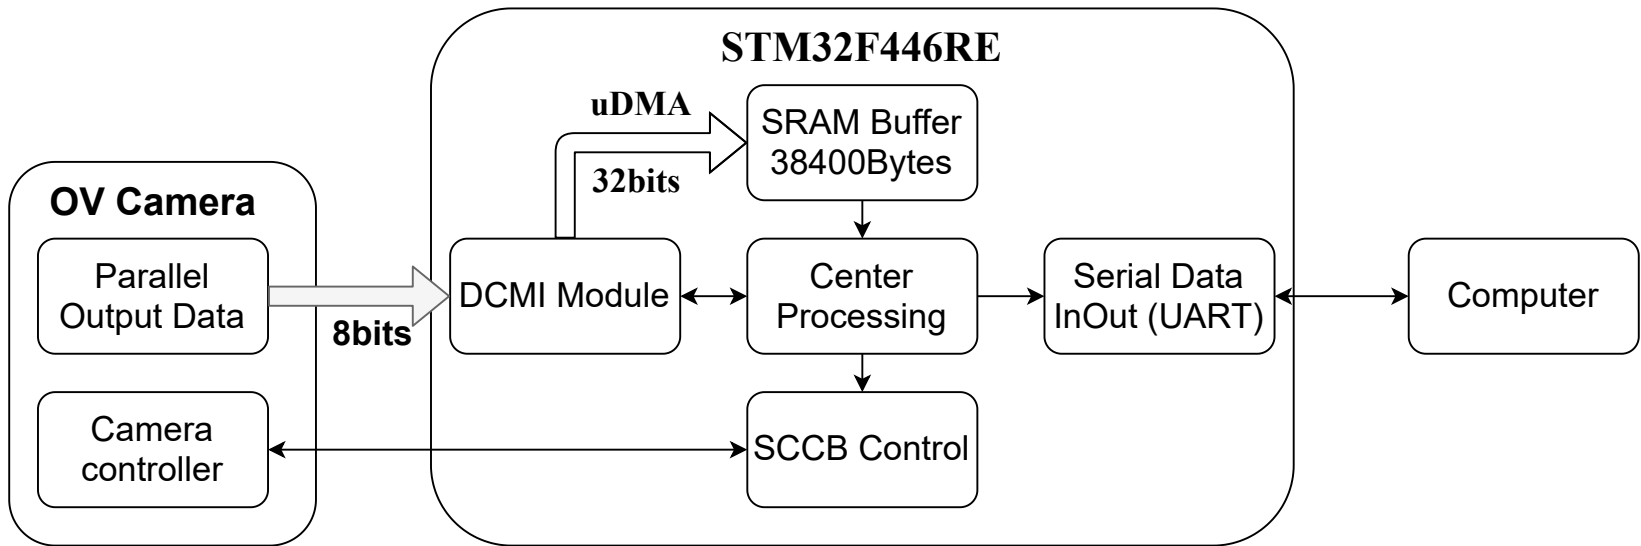 STM32F446RE
uDMA
32bits
SRAM Buffer
38400Bytes
OV Camera
Parallel
Output Data
8bits
DCMI Module
Center
Processing
Serial Data
InOut (UART)
Computer
Camera
controller
SCCB Control